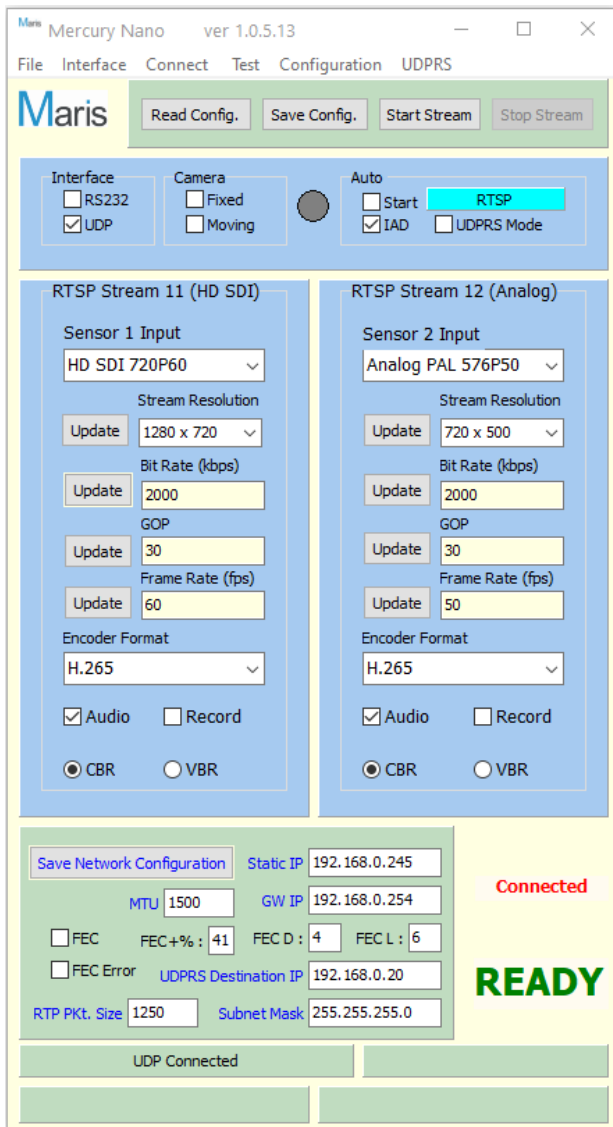 Maris Mercury Nano ver 1.0.5.13
File Interface Connect Test Configuration UDPRS
Maris Read Config. Save Config. Start Stream Stop Stream
Interface Camera Auto
RS232 Fixed Start RTSP
UDP Moving IAD UDPRS Mode
RTSP Stream 11 (HD SDI)
Sensor 1 Input
HD SDI 720P60
Stream Resolution
Update 1280 x 720
Bit Rate (kbps)
Update 2000
GOP
Update 30
Frame Rate (fps)
Update 60
Encoder Format
H.265
Audio Record
CBR VBR
RTSP Stream 12 (Analog)
Sensor 2 Input
Analog PAL 576P50
Stream Resolution
Update 720 x 500
Bit Rate (kbps)
Update 2000
GOP
Update 30
Frame Rate (fps)
Update 50
Encoder Format
H.265
Audio Record
CBR VBR
Save Network Configuration Static IP 192.168.0.245
MTU 1500 GW IP 192.168.0.254
FEC FEC+% : 41 FEC D : 4 FEC L : 6
FEC Error UDPRS Destination IP 192.168.0.20
RTP PKt. Size 1250 Subnet Mask 255.255.255.0
Connected
READY
UDP Connected